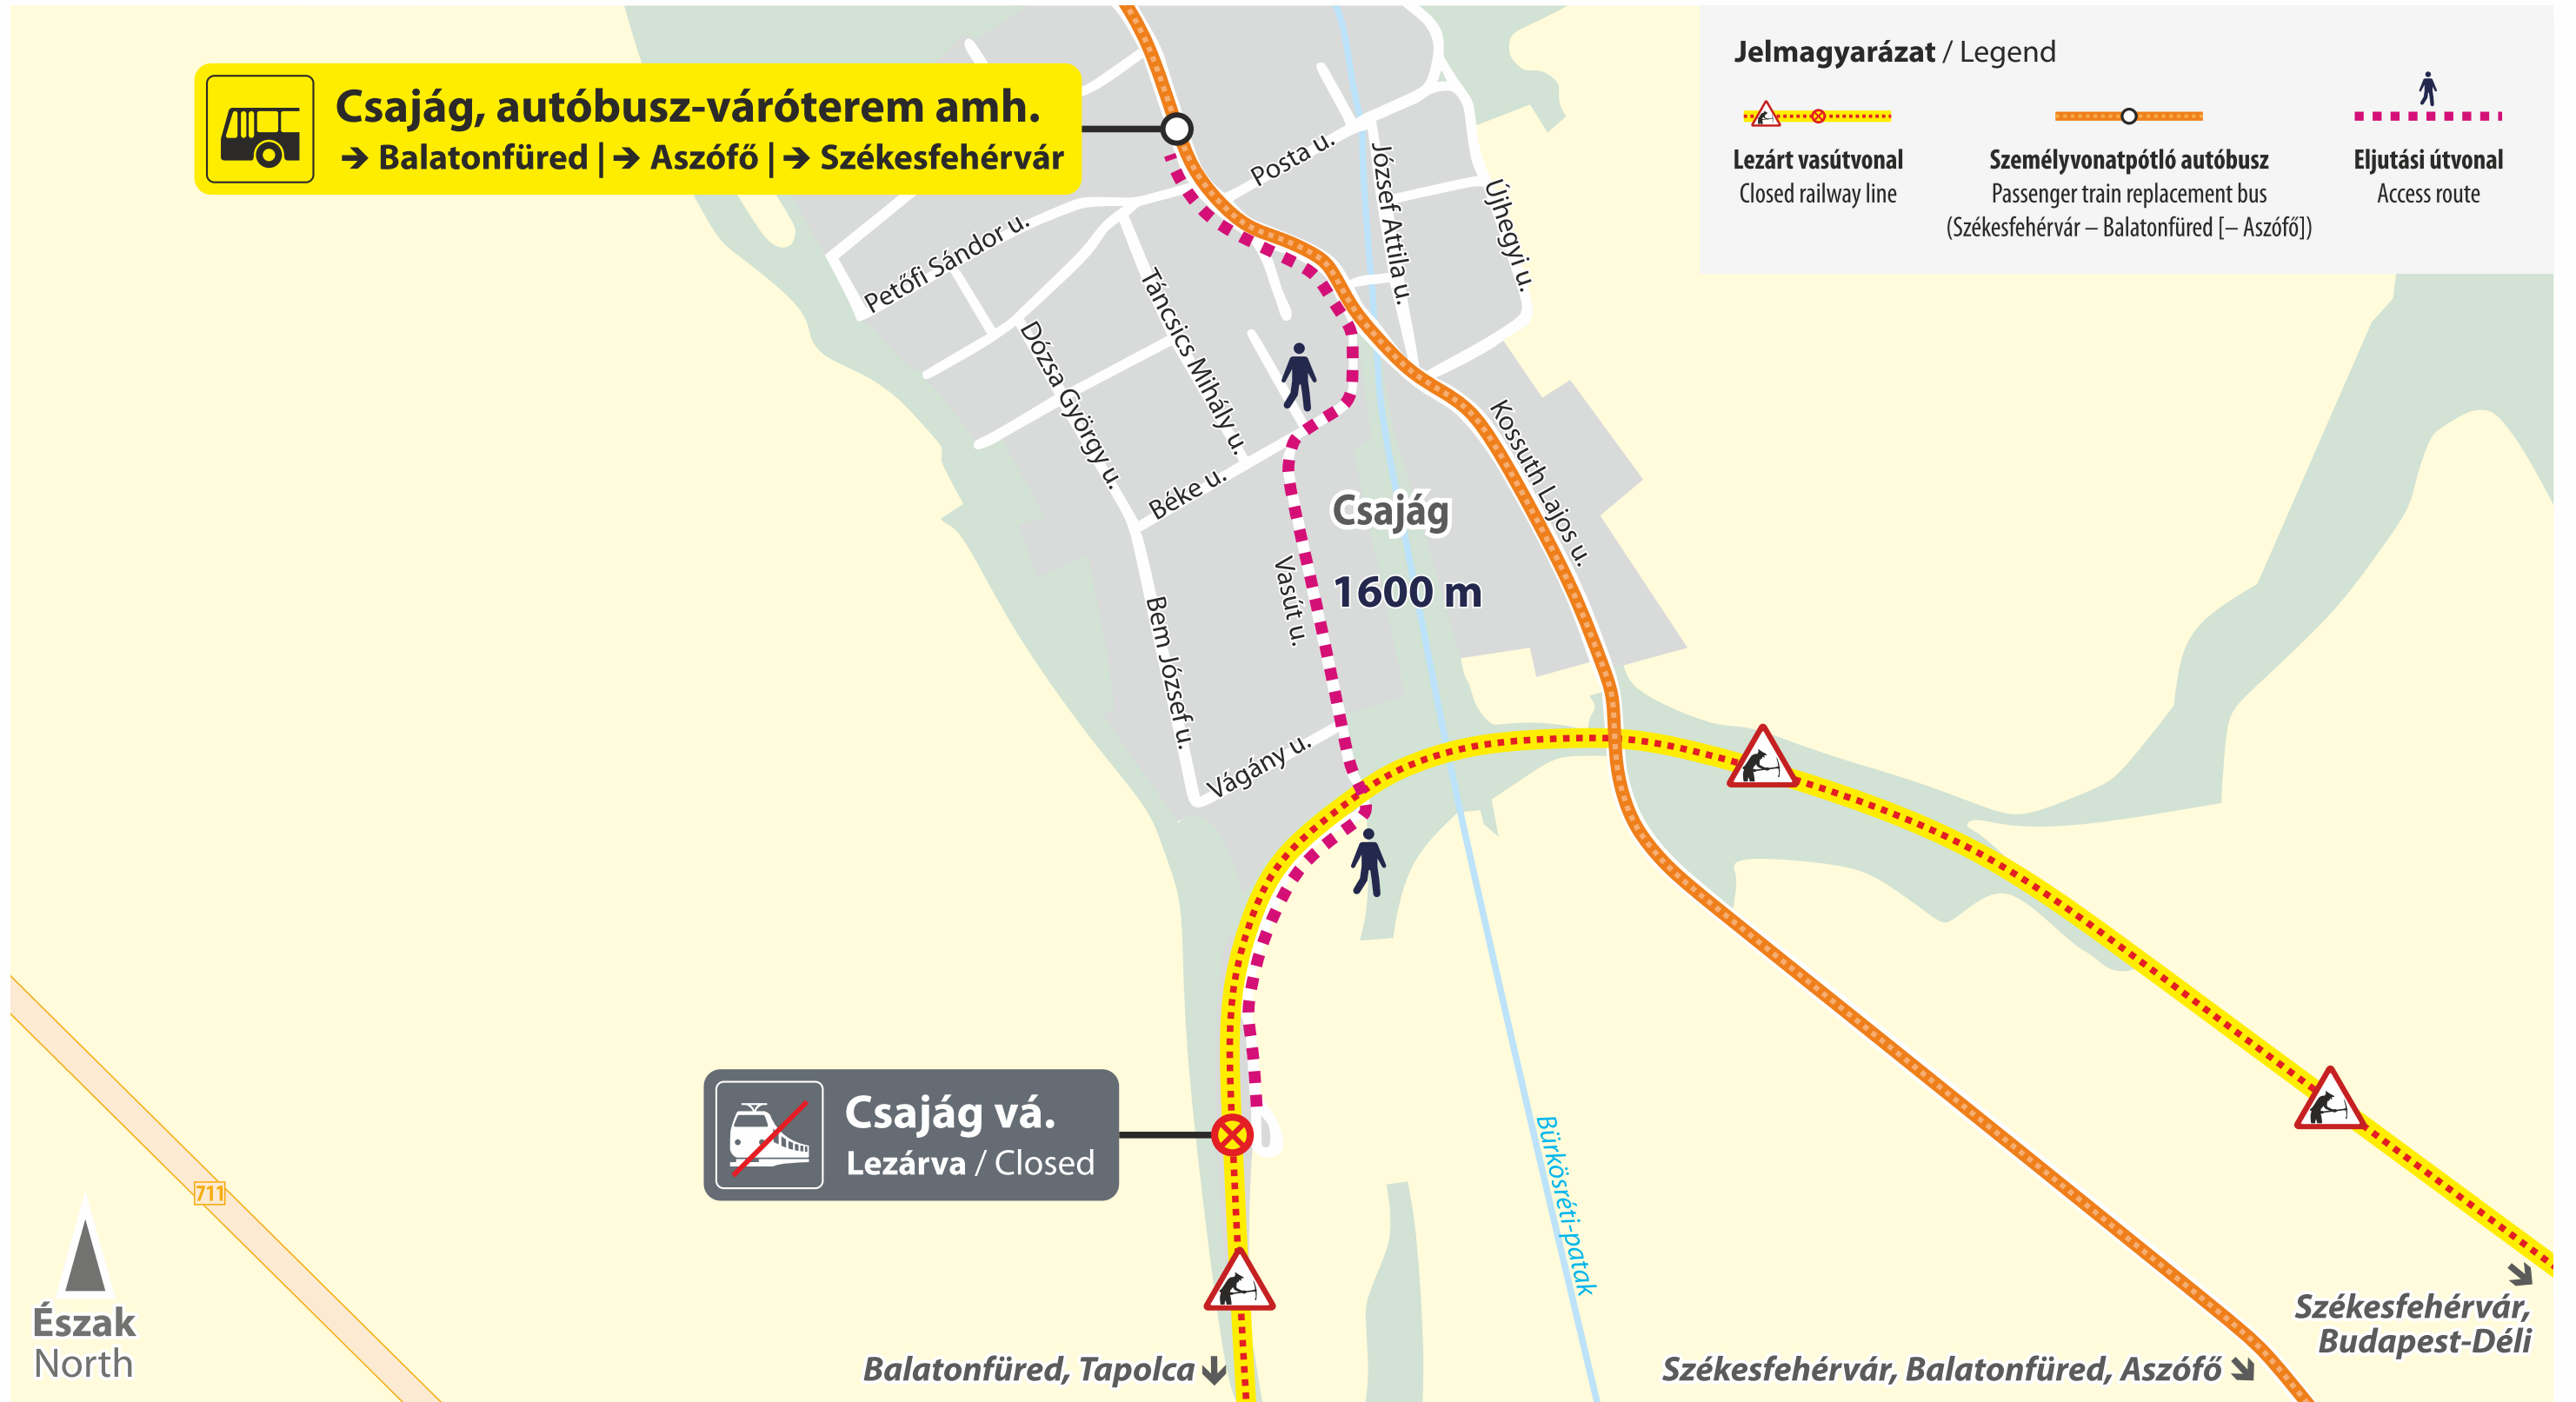 Csajág, autóbusz-váróterem amh.
➔ Balatonfüred | ➔ Aszófő | ➔ Székesfehérvár
Jelmagyarázat / Legend
Lezárt vasútvonal
Closed railway line
Személyvonatpótló autóbusz
Passenger train replacement bus
(Székesfehérvár – Balatonfüred [– Aszófő])
Eljutási útvonal
Access route
Posta u.
József Attila u.
Újhegyi u.
Petőfi Sándor u.
Táncsics Mihály u.
Dózsa György u.
Béke u.
Kossuth Lajos u.
Csajág
1600 m
Vasút u.
Bem József u.
Vágány u.
Csajág vá.
Lezárva / Closed
Bürkösréti-patak
711
Észak
North
Balatonfüred, Tapolca ↓
Székesfehérvár, Balatonfüred, Aszófő ➘
Székesfehérvár,
Budapest-Déli